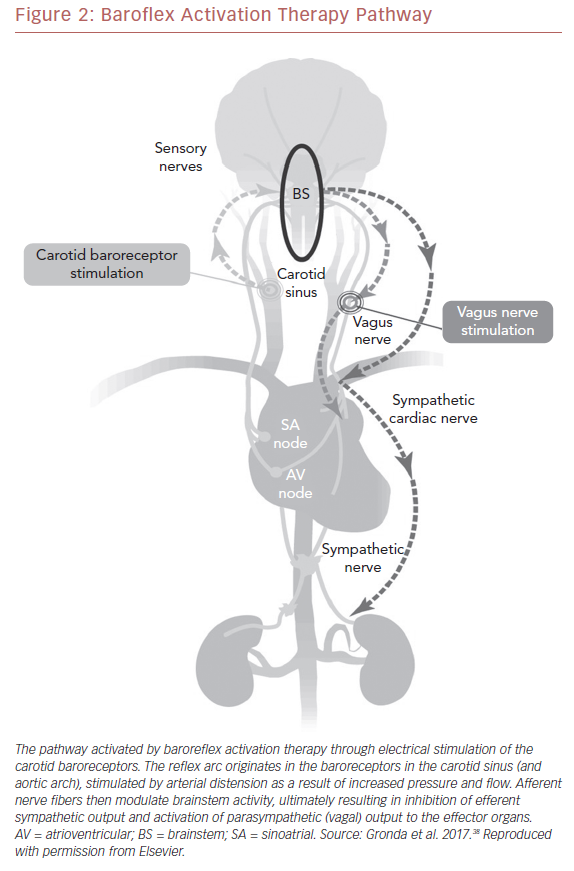 Figure 2: Baroflex Activation Therapy Pathway
Sensory
nerves
BS
Carotid baroreceptor
stimulation
Carotid
sinus
Vagus
nerve
Vagus nerve
stimulation
Sympathetic
cardiac nerve
SA
node
AV
node
Sympathetic
nerve
The pathway activated by baroreflex activation therapy through electrical stimulation of the
carotid baroreceptors. The reflex arc originates in the baroreceptors in the carotid sinus (and
aortic arch), stimulated by arterial distension as a result of increased pressure and flow. Afferent
nerve fibers then modulate brainstem activity, ultimately resulting in inhibition of efferent
sympathetic output and activation of parasympathetic (vagal) output to the effector organs.
AV = atrioventricular; BS = brainstem; SA = sinoatrial. Source: Gronda et al. 2017.³⁸ Reproduced
with permission from Elsevier.